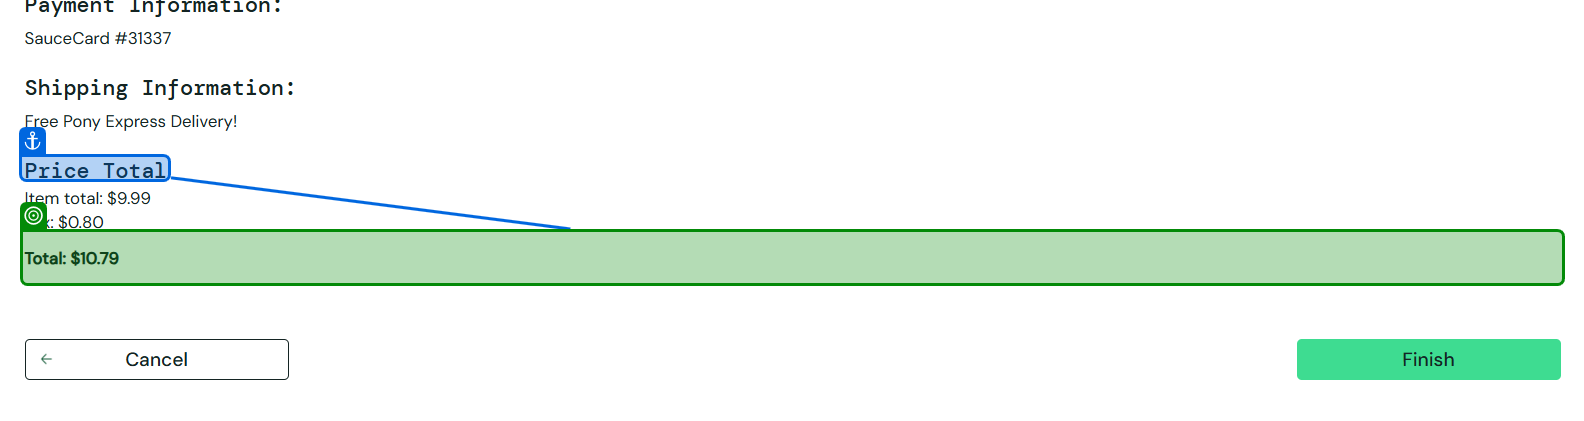 Payment Information:
SauceCard #31337
Shipping Information:
Free Pony Express Delivery!
Price Total
Item total: $9.99
$0.80
Total: $10.79
Cancel
Finish